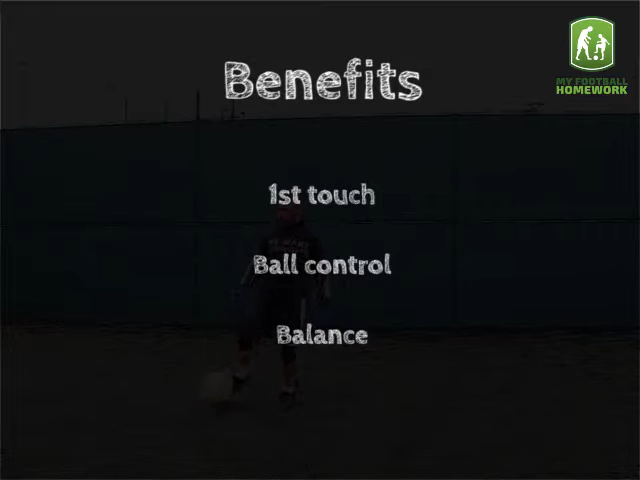 Benefits
MY FOOTBALL
HOMEWORK
1st touch
Ball control
Balance